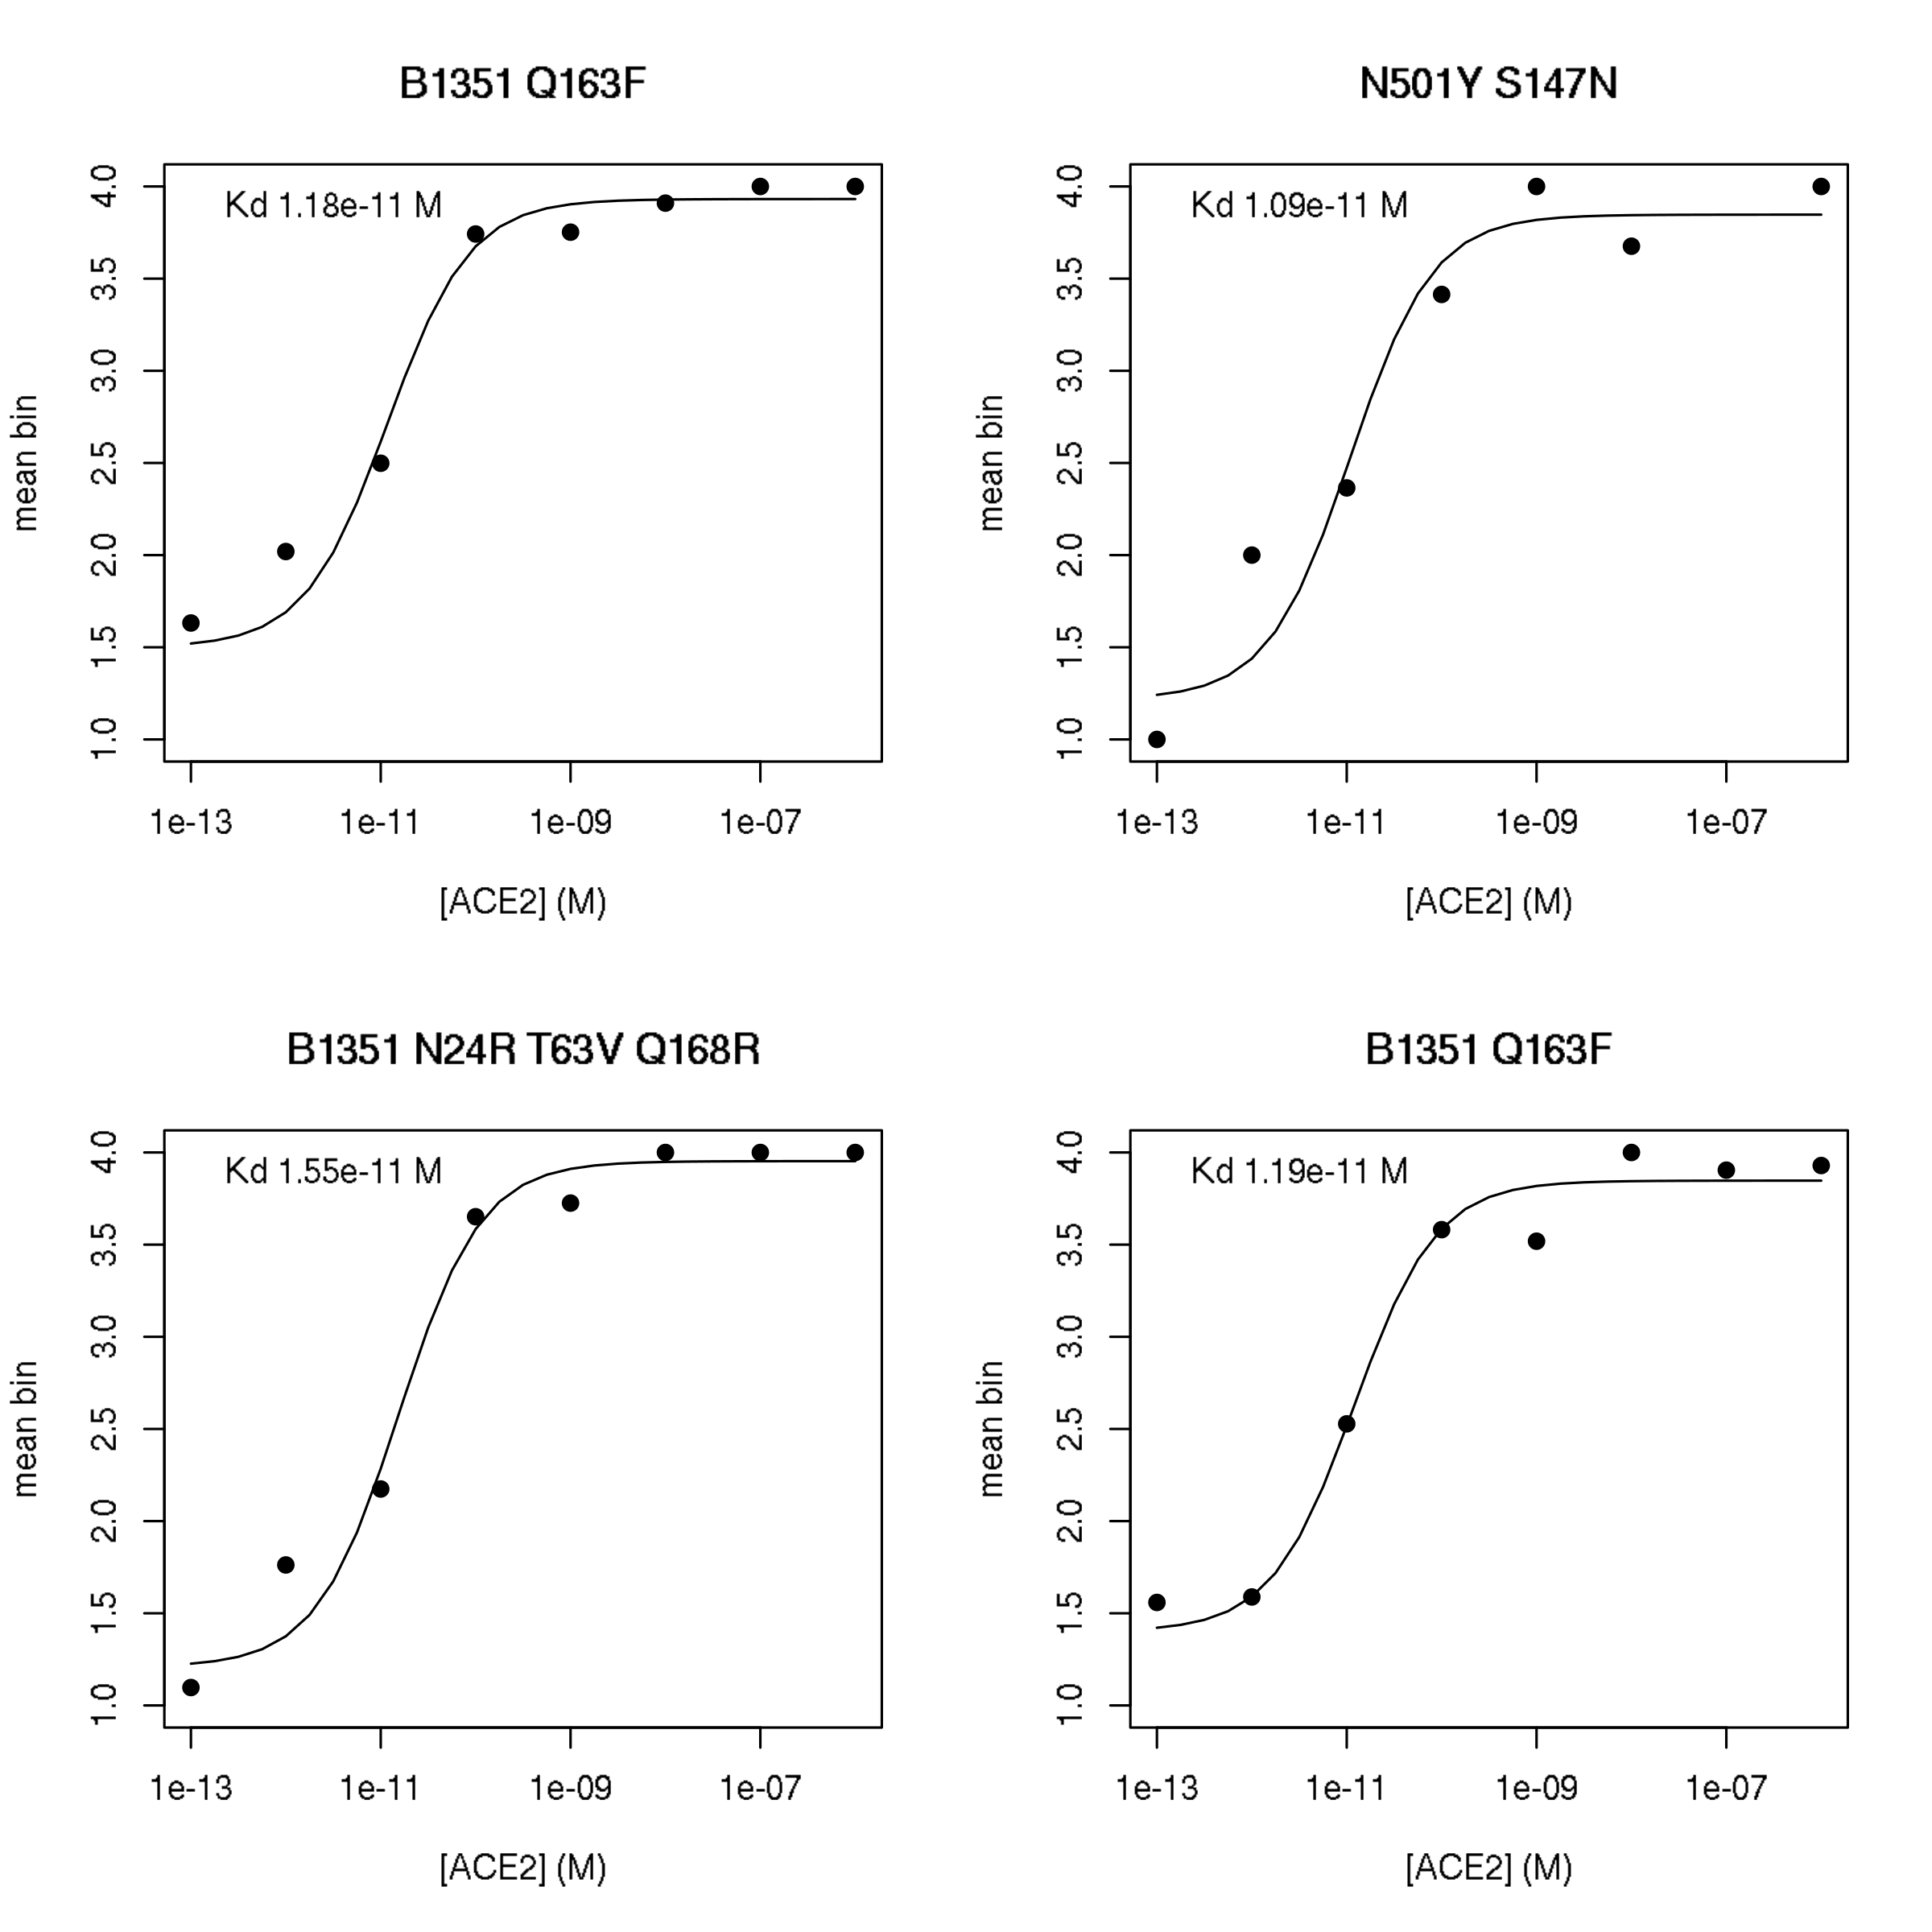 B1351 Q163F
Kd 1.18e-11 M
4.0
3.5
3.0
2.5
2.0
1.5
1.0
mean bin
1e-13 1e-11 1e-09 1e-07
[ACE2] (M)
N501Y S147N
Kd 1.09e-11 M
4.0
3.5
3.0
2.5
2.0
1.5
1.0
mean bin
1e-13 1e-11 1e-09 1e-07
[ACE2] (M)
B1351 N24R T63V Q168R
Kd 1.55e-11 M
4.0
3.5
3.0
2.5
2.0
1.5
1.0
mean bin
1e-13 1e-11 1e-09 1e-07
[ACE2] (M)
B1351 Q163F
Kd 1.19e-11 M
4.0
3.5
3.0
2.5
2.0
1.5
1.0
mean bin
1e-13 1e-11 1e-09 1e-07
[ACE2] (M)